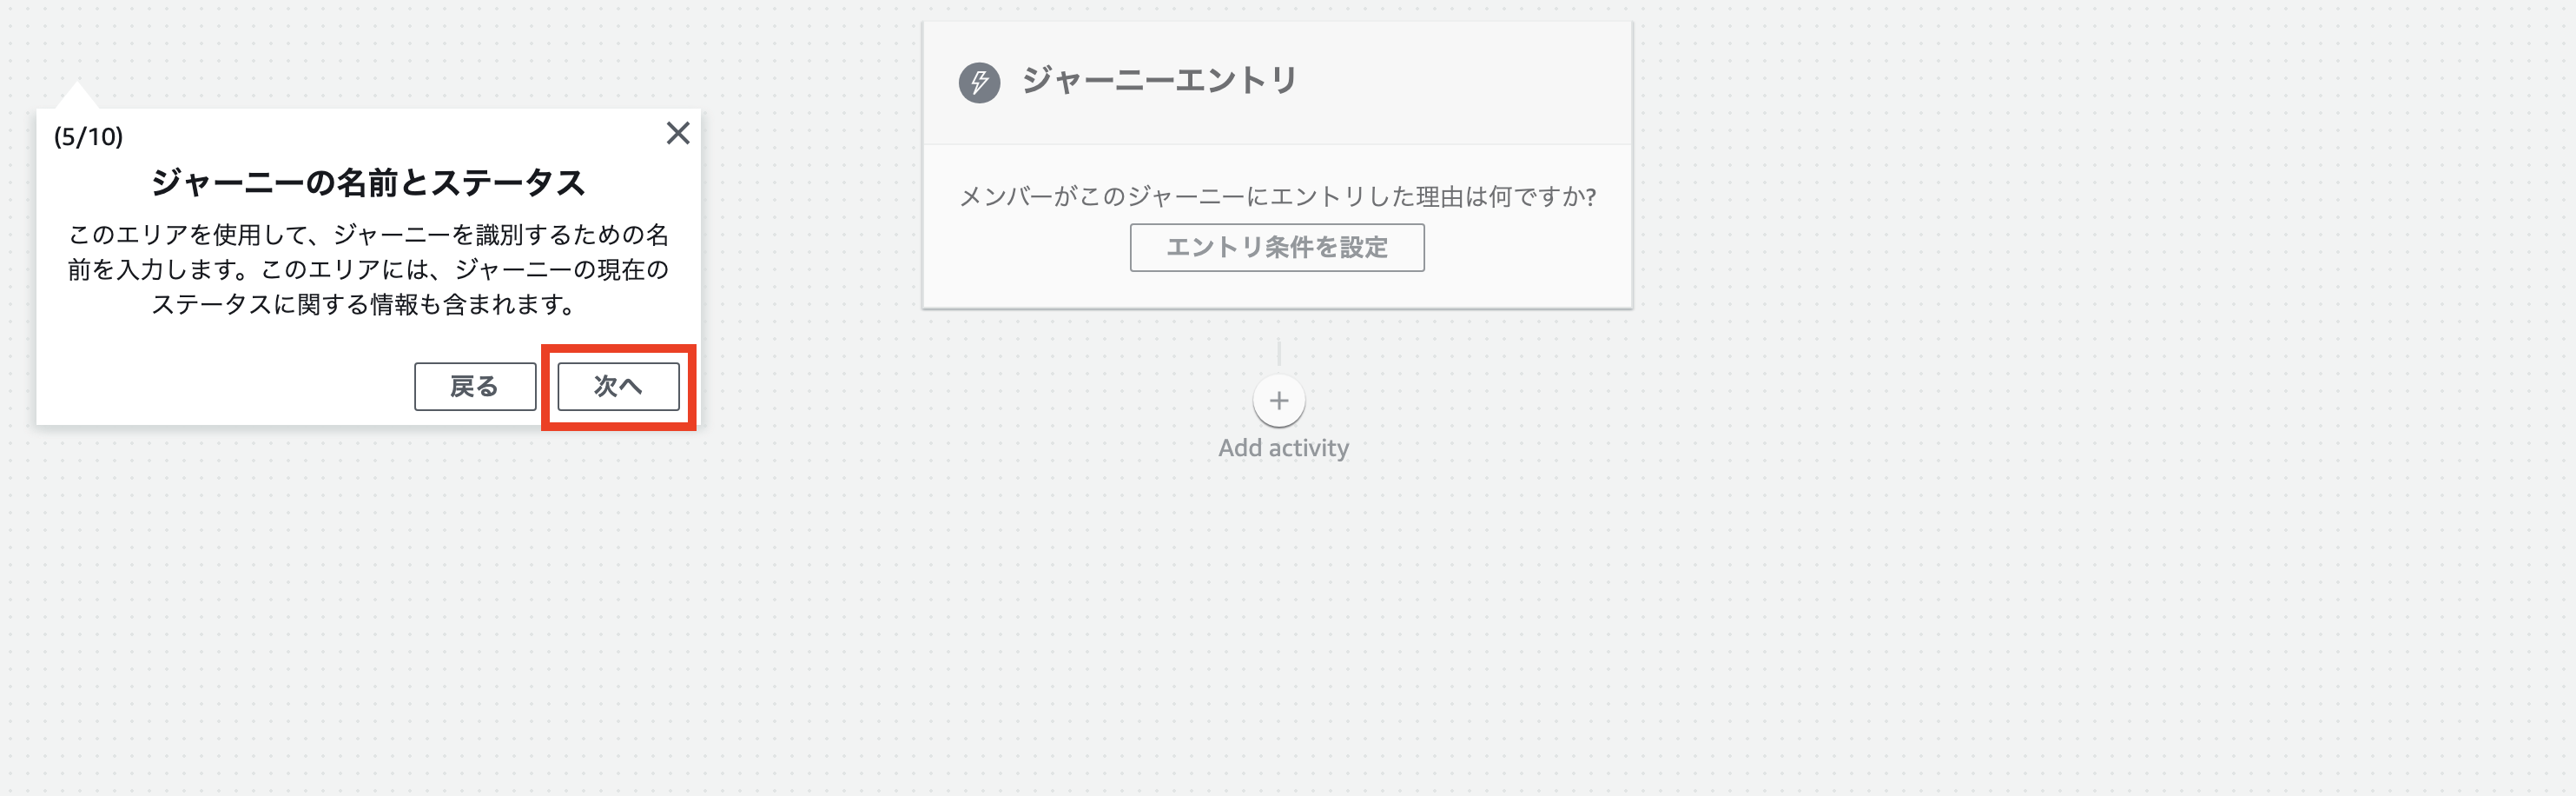 (5/10)
ジャーニーの名前とステータス
このエリアを使用して、ジャーニーを識別するための名
前を入力します。このエリアには、ジャーニーの現在の
ステータスに関する情報も含まれます。
戻る
次へ
ジャーニーエントリ
メンバーがこのジャーニーにエントリした理由は何ですか?
エントリ条件を設定
Add activity